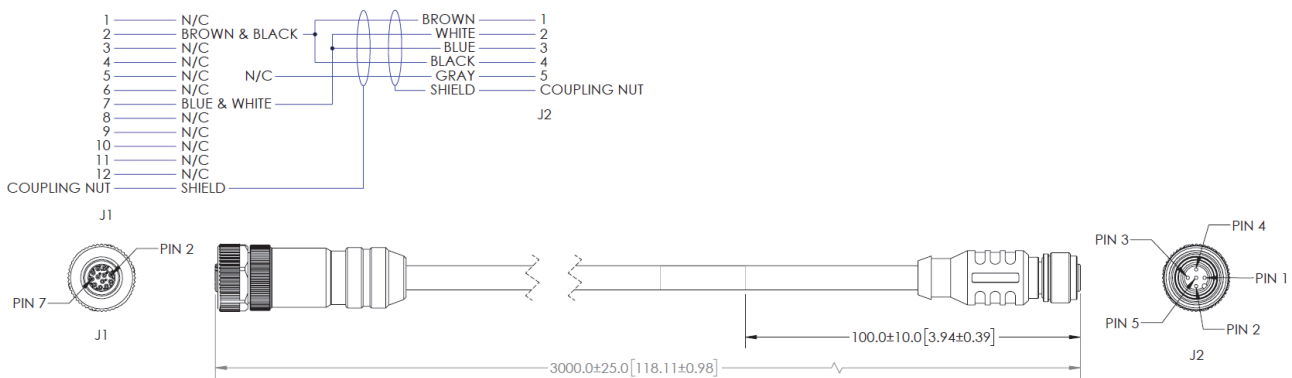 1 N/C
2 BROWN & BLACK
3 N/C
4 N/C
5 N/C
6 N/C
7 BLUE & WHITE
8 N/C
9 N/C
10 N/C
11 N/C
12 N/C
COUPLING NUT SHIELD
J1
N/C
BROWN 1
WHITE 2
BLUE 3
BLACK 4
GRAY 5
SHIELD COUPLING NUT
J2
PIN 2
PIN 7
J1
PIN 4
PIN 3
PIN 1
PIN 5
PIN 2
J2
100.0±10.0[3.94±0.39]
3000.0±25.0[118.11±0.98]